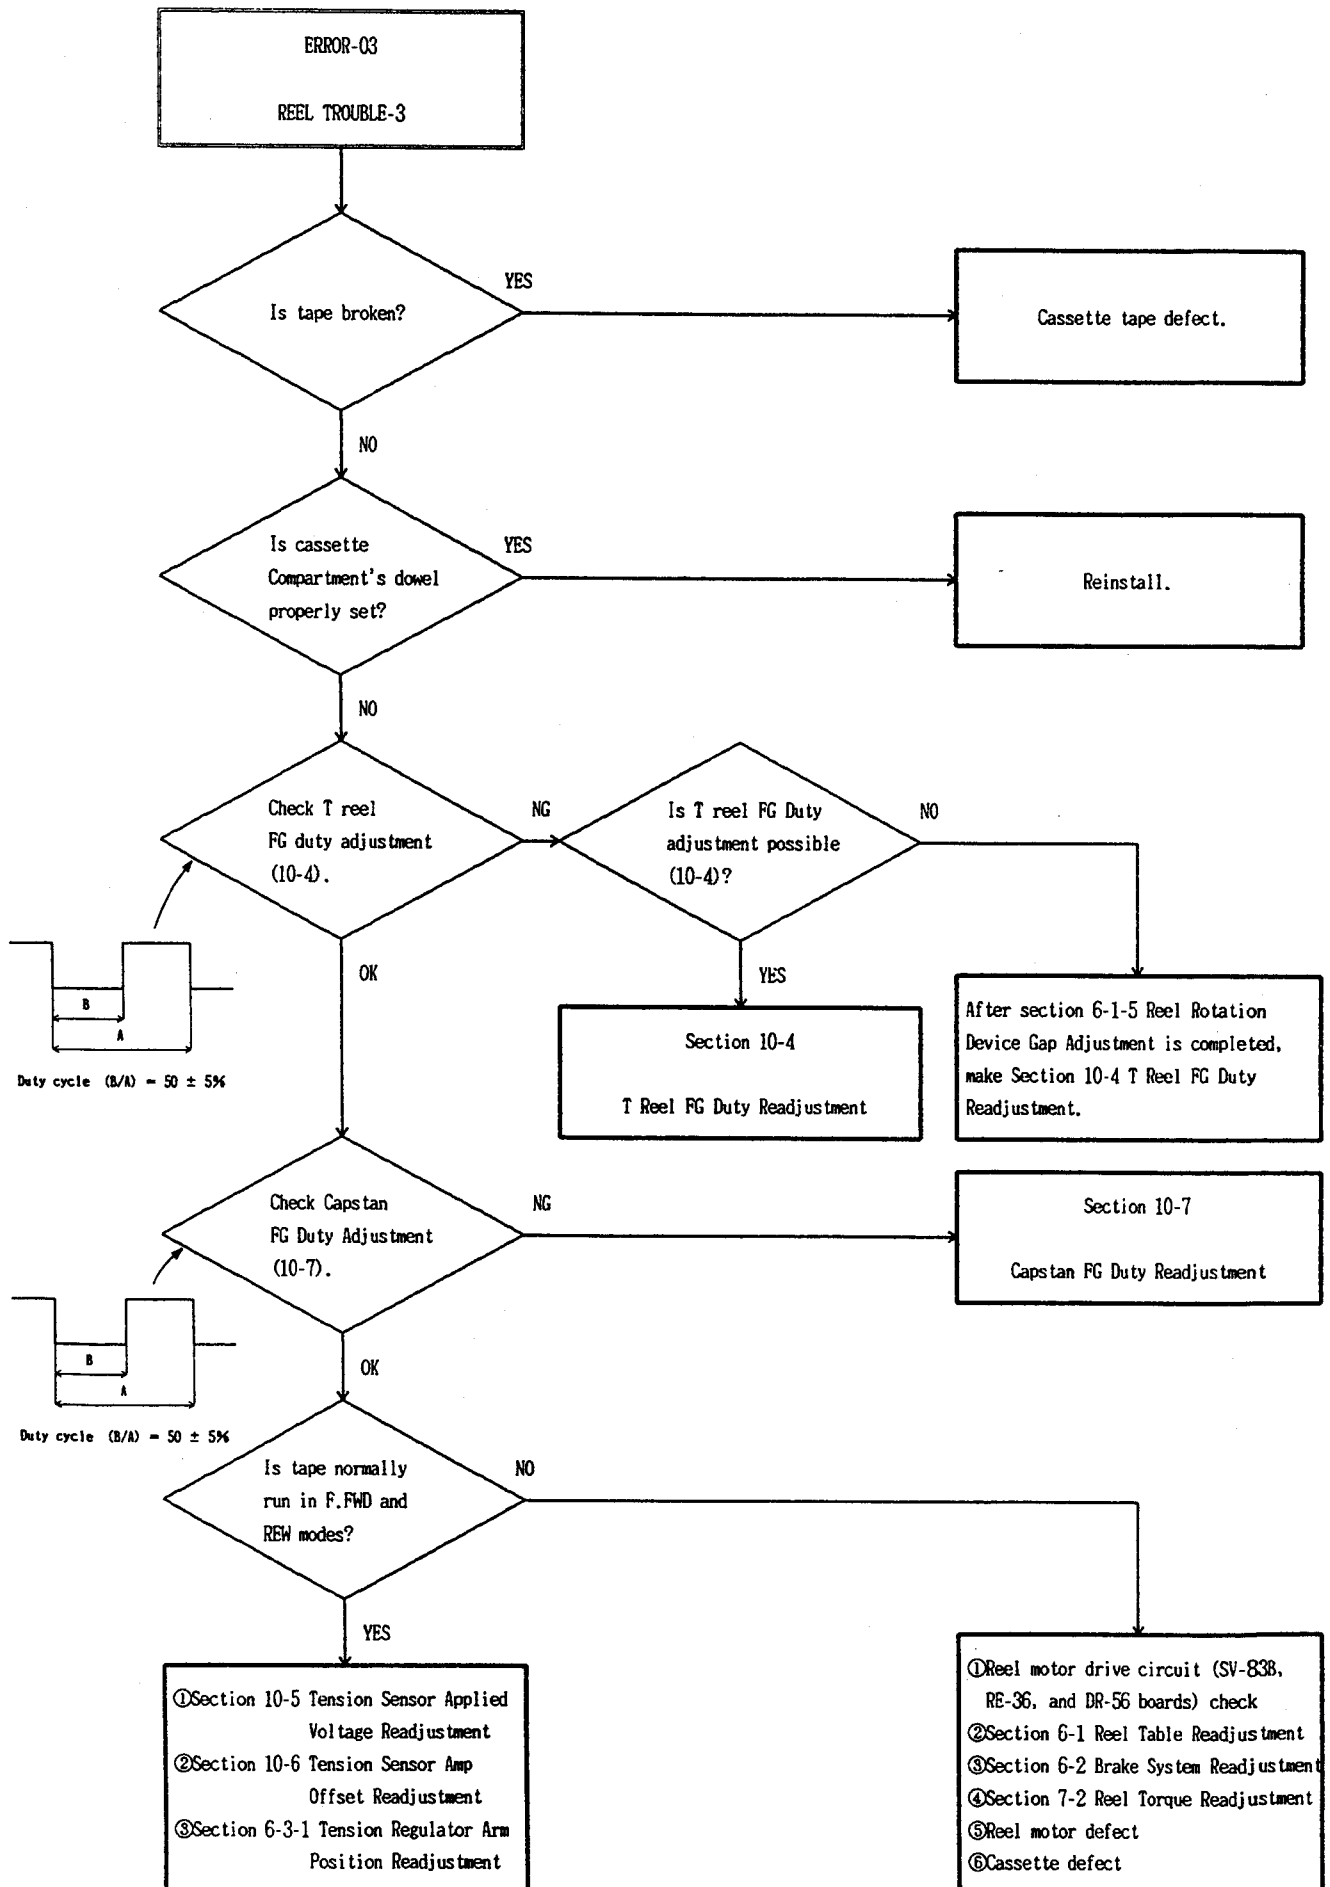 ERROR-03
REEL TROUBLE-3
Is tape broken?
YES
Cassette tape defect.
NO
Is cassette
Compartment's dowel
properly set?
YES
Reinstall.
NO
Check T reel
FG duty adjustment
(10-4).
NG
Is T reel FG Duty
adjustment possible
(10-4)?
NO
OK
B
A
Duty cycle (B/A) = 50 ± 5%
YES
Section 10-4
T Reel FG Duty Readjustment
After section 6-1-5 Reel Rotation
Device Gap Adjustment is completed,
make Section 10-4 T Reel FG Duty
Readjustment.
Check Capstan
FG Duty Adjustment
(10-7).
NG
Section 10-7
Capstan FG Duty Readjustment
OK
B
A
Duty cycle (B/A) = 50 ± 5%
Is tape normally
run in F.FWD and
REW modes?
NO
YES
①Section 10-5 Tension Sensor Applied
Voltage Readjustment
②Section 10-6 Tension Sensor Amp
Offset Readjustment
③Section 6-3-1 Tension Regulator Arm
Position Readjustment
①Reel motor drive circuit (SV-83B,
RE-36, and DR-56 boards) check
②Section 6-1 Reel Table Readjustment
③Section 6-2 Brake System Readjustment
④Section 7-2 Reel Torque Readjustment
⑤Reel motor defect
⑥Cassette defect